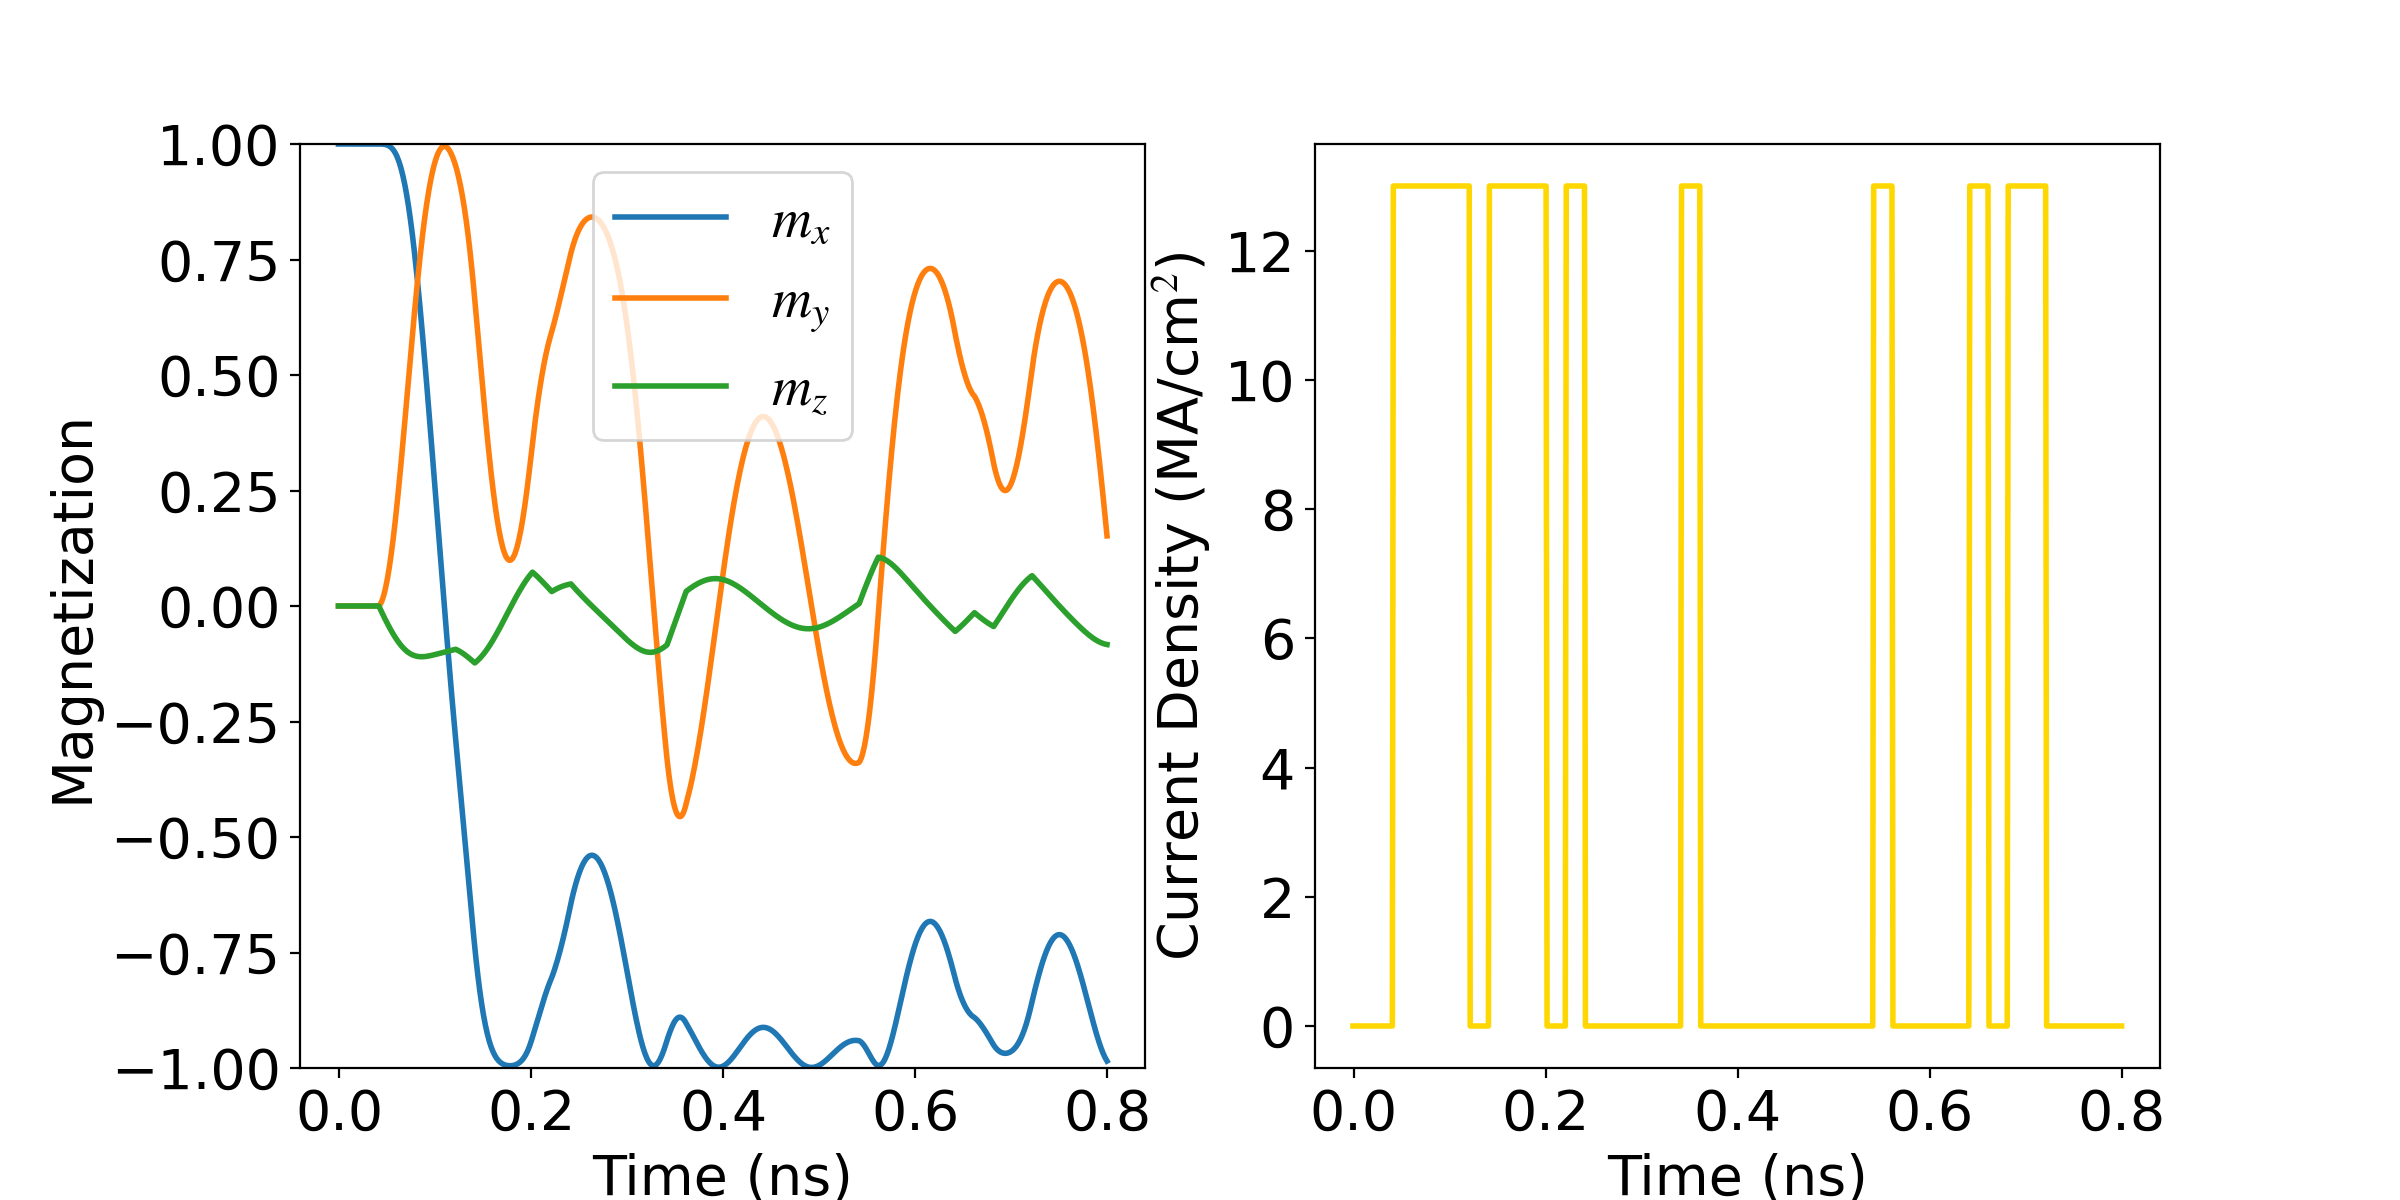 Magnetization
1.00
0.75
0.50
0.25
0.00
−0.25
−0.50
−0.75
−1.00
0.0 0.2 0.4 0.6 0.8
Time (ns)
m_x
m_y
m_z
Current Density (MA/cm²)
12
10
8
6
4
2
0
0.0 0.2 0.4 0.6 0.8
Time (ns)